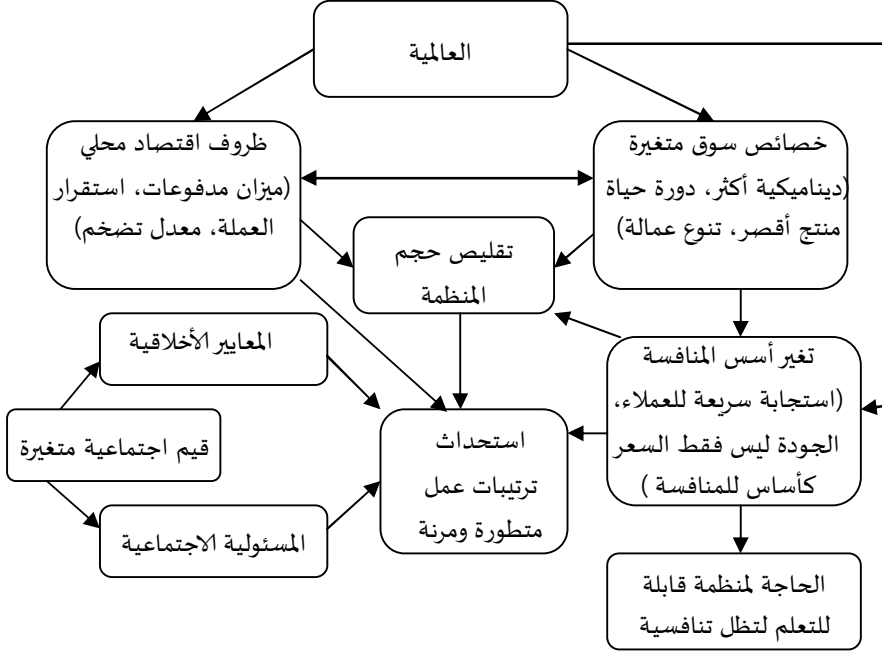 العالمية
خصائص سوق متغيرة
(ديناميكية أكثر، دورة حياة
منتج أقصر، تنوع عمالة)
ظروف اقتصاد محلي
(ميزان مدفوعات، استقرار
العملة، معدل تضخم)
تقليص حجم
المنظمة
المعايير الأخلاقية
تغير أسس المنافسة
(استجابة سريعة للعملاء،
الجودة ليس فقط السعر
كأساس للمنافسة )
قيم اجتماعية متغيرة
استحداث
ترتيبات عمل
متطورة ومرنة
المسئولية الاجتماعية
الحاجة لمنظمة قابلة
للتعلم لتظل تنافسية